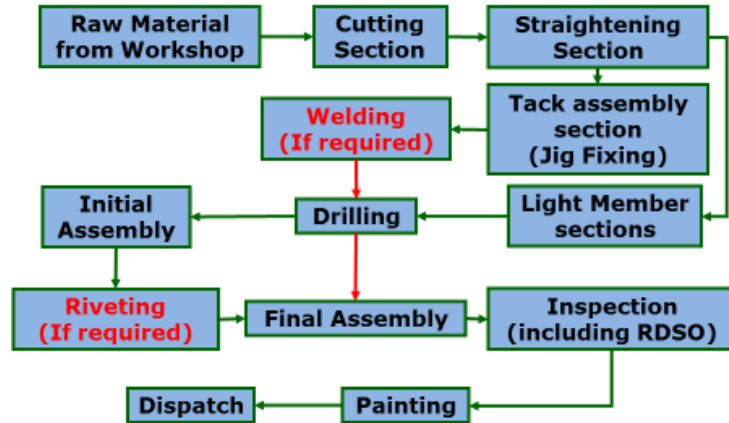 Raw Material
from Workshop
Cutting
Section
Straightening
Section
Welding
(If required)
Tack assembly
section
(Jig Fixing)
Initial
Assembly
Drilling
Light Member
sections
Riveting
(If required)
Final Assembly
Inspection
(including RDSO)
Dispatch
Painting